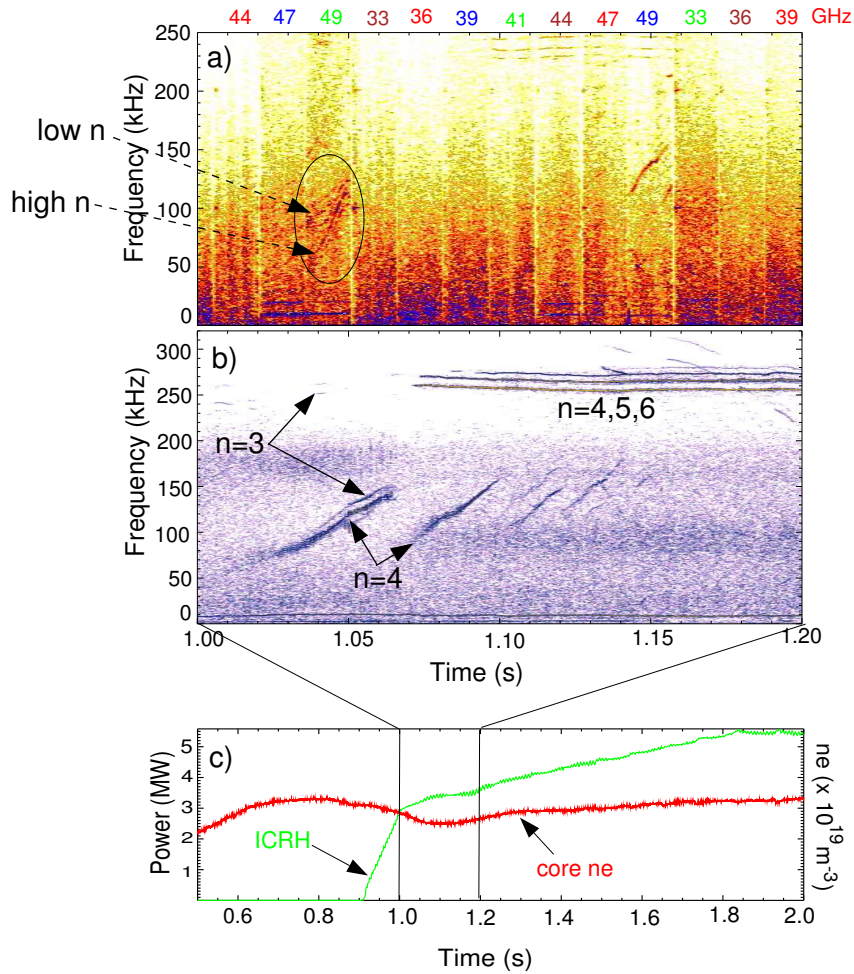 44 47 49 33 36 39 41 44 47 49 33 36 39 GHz
a)
250
200
150
100
50
0
Frequency (kHz)
low n
high n
b)
300
250
200
150
100
50
0
Frequency (kHz)
n=3
n=4,5,6
n=4
1.00 1.05 1.10 1.15 1.20
Time (s)
c)
5
4
3
2
1
Power (MW)
ICRH
core ne
ne (x 10¹⁹ m⁻³)
0.6 0.8 1.0 1.2 1.4 1.6 1.8 2.0
Time (s)